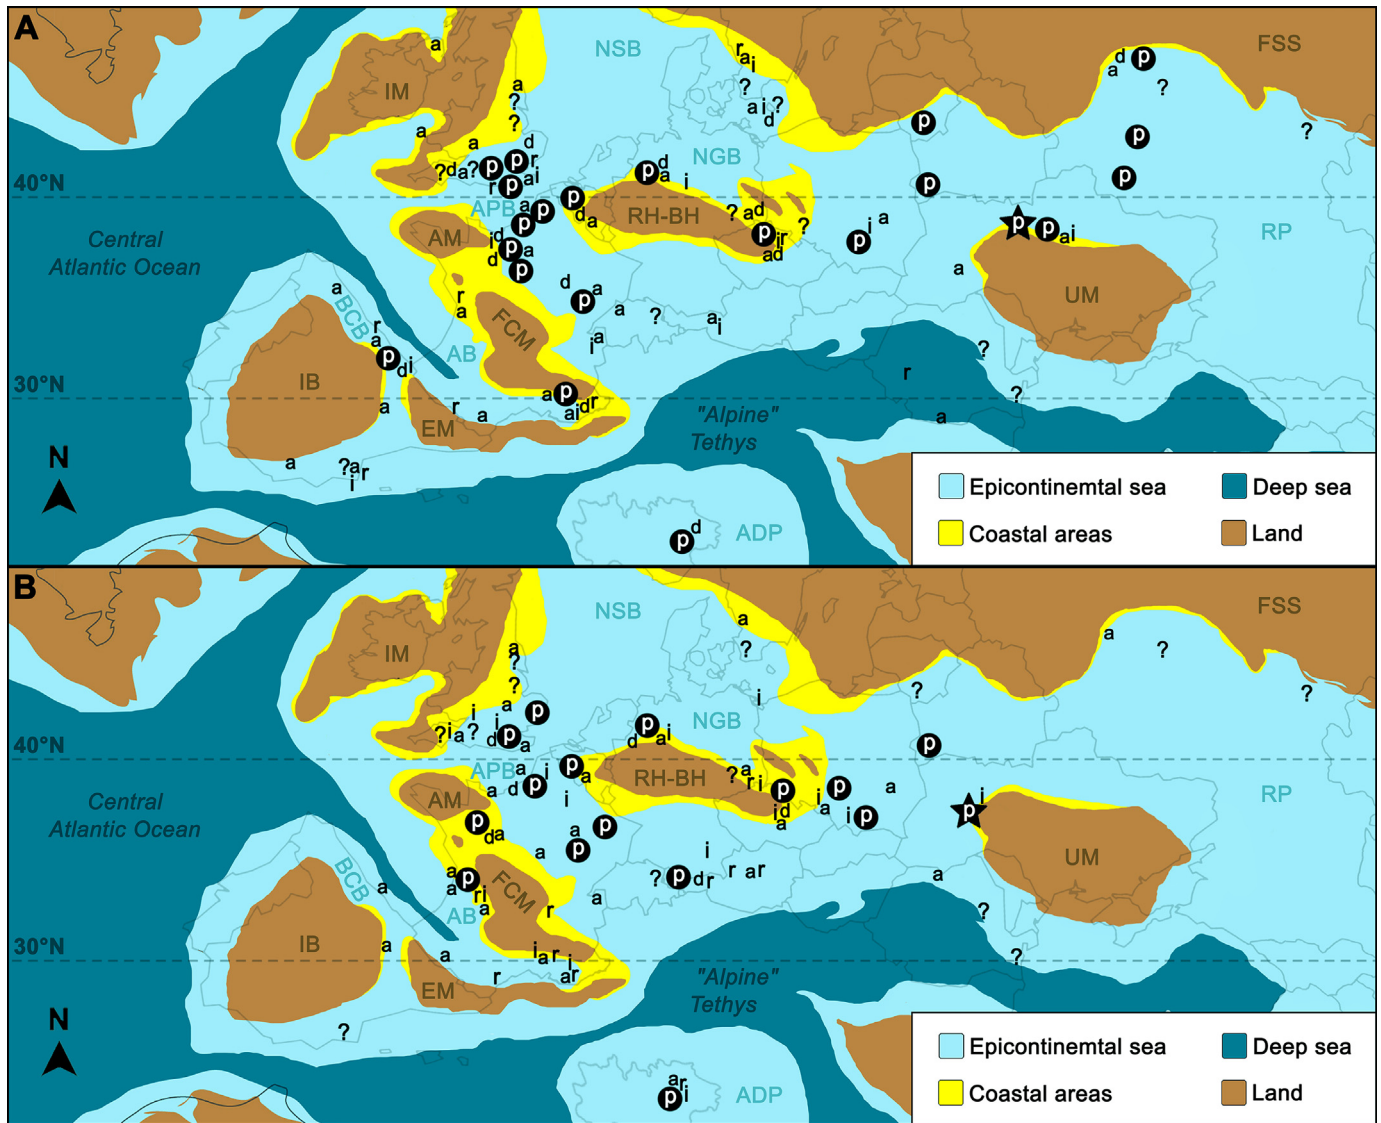 A
NSB
FSS
IM
a
r
a
i
?
a
i
?
d
d
p
a
?
a
?
?
a
a
p
?
p
?
d
a
?
p
p
d
r
a
i
r
p
NGB
p
d
a
i
p
p
40°N
APB
a
p
p
p
d
a
RH-BH
?
a
d
?
p
i
r
a
d
i
a
p
p
p
a
i
RP
Central
Atlantic Ocean
AM
i
d
p
a
d
p
a
UM
a
BCB
r
a
p
d
i
r
a
d
a
p
a
?
a
i
FCM
a
i
AB
?
30°N
IB
a
r
a
EM
a
p
a
i
d
r
r
?
a
"Alpine"
Tethys
N
a
?
a
r
i
p
d
ADP
Epicontinemtal sea
Deep sea
Coastal areas
Land
B
NSB
FSS
IM
a
?
?
a
?
a
?
?
i
?
?
i
a
?
i
a
i
d
p
a
p
NGB
p
d
a
i
p
40°N
APB
a
i
d
p
p
a
RH-BH
?
a
r
i
p
i
d
a
p
i
a
i
p
a
p
i
RP
Central
Atlantic Ocean
AM
a
p
d
a
i
a
p
p
a
UM
BCB
a
a
a
p
r
i
a
FCM
r
a
?
p
d
r
i
r
a
r
a
?
AB
30°N
IB
a
a
EM
r
i
a
r
i
a
r
?
"Alpine"
Tethys
N
?
a
r
i
p
ADP
Epicontinemtal sea
Deep sea
Coastal areas
Land